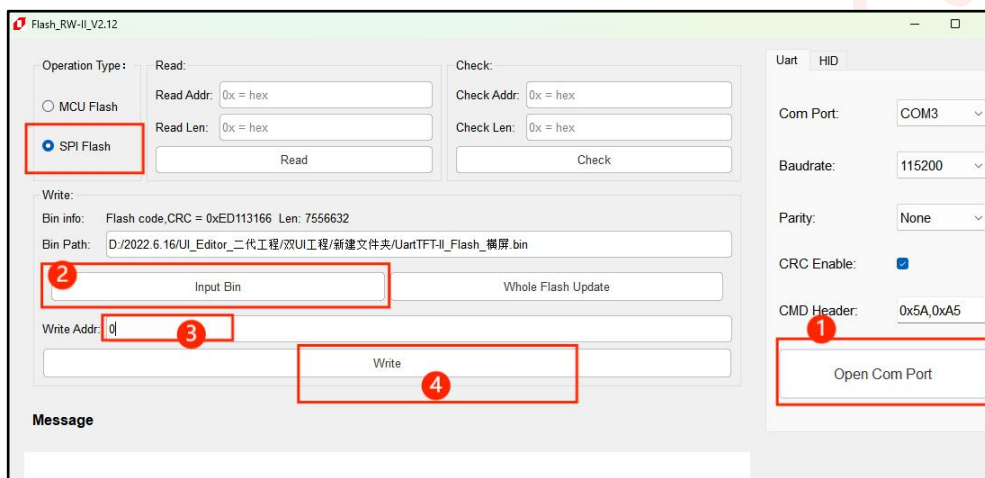 Flash_RW-II_V2.12
Operation Type:
MCU Flash
SPI Flash
Read:
Read Addr: 0x = hex
Read Len: 0x = hex
Read
Check:
Check Addr: 0x = hex
Check Len: 0x = hex
Check
Write:
Bin info: Flash code,CRC = 0xED113166 Len: 7556632
Bin Path: D:/2022.6.16/UI_Editor_二代工程/双UI工程/新建文件夹/UartTFT-II_Flash_横屏.bin
2
Input Bin
Whole Flash Update
Write Addr: 0
3
Write
4
Message
Uart HID
Com Port: COM3
Baudrate: 115200
Parity: None
CRC Enable:
CMD Header: 0x5A,0xA5
1
Open Com Port